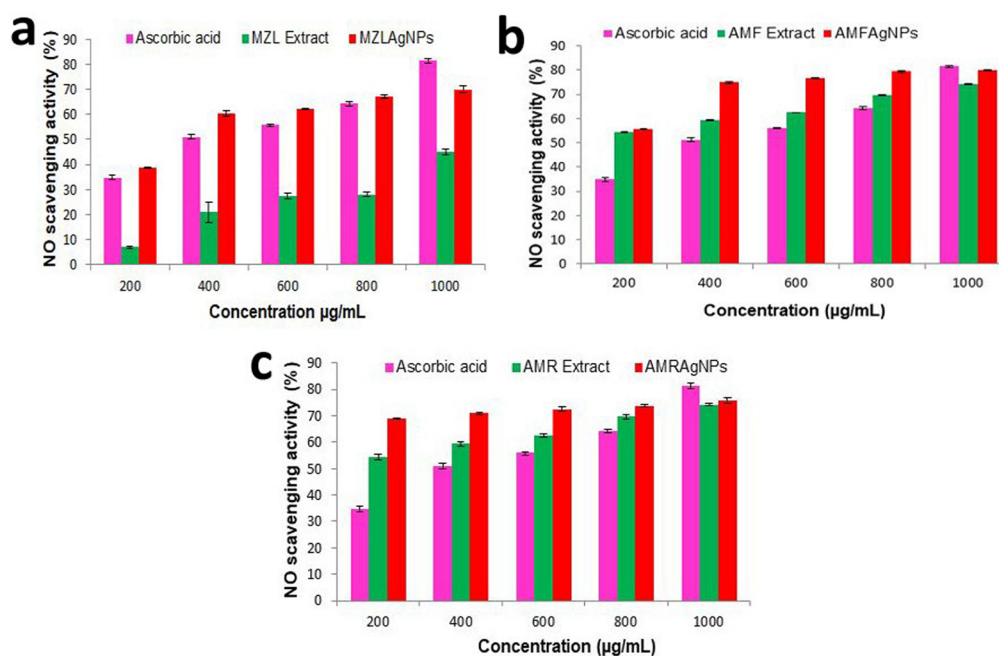 a
Ascorbic acid MZL Extract MZLAgNPs
NO scavenging activity (%)
90
80
70
60
50
40
30
20
10
0
200 400 600 800 1000
Concentration µg/mL
b
Ascorbic acid AMF Extract AMFAgNPs
NO scavenging activity (%)
90
80
70
60
50
40
30
20
10
0
200 400 600 800 1000
Concentration (µg/mL)
c
Ascorbic acid AMR Extract AMRAgNPs
NO scavenging activity (%)
90
80
70
60
50
40
30
20
10
0
200 400 600 800 1000
Concentration (µg/mL)